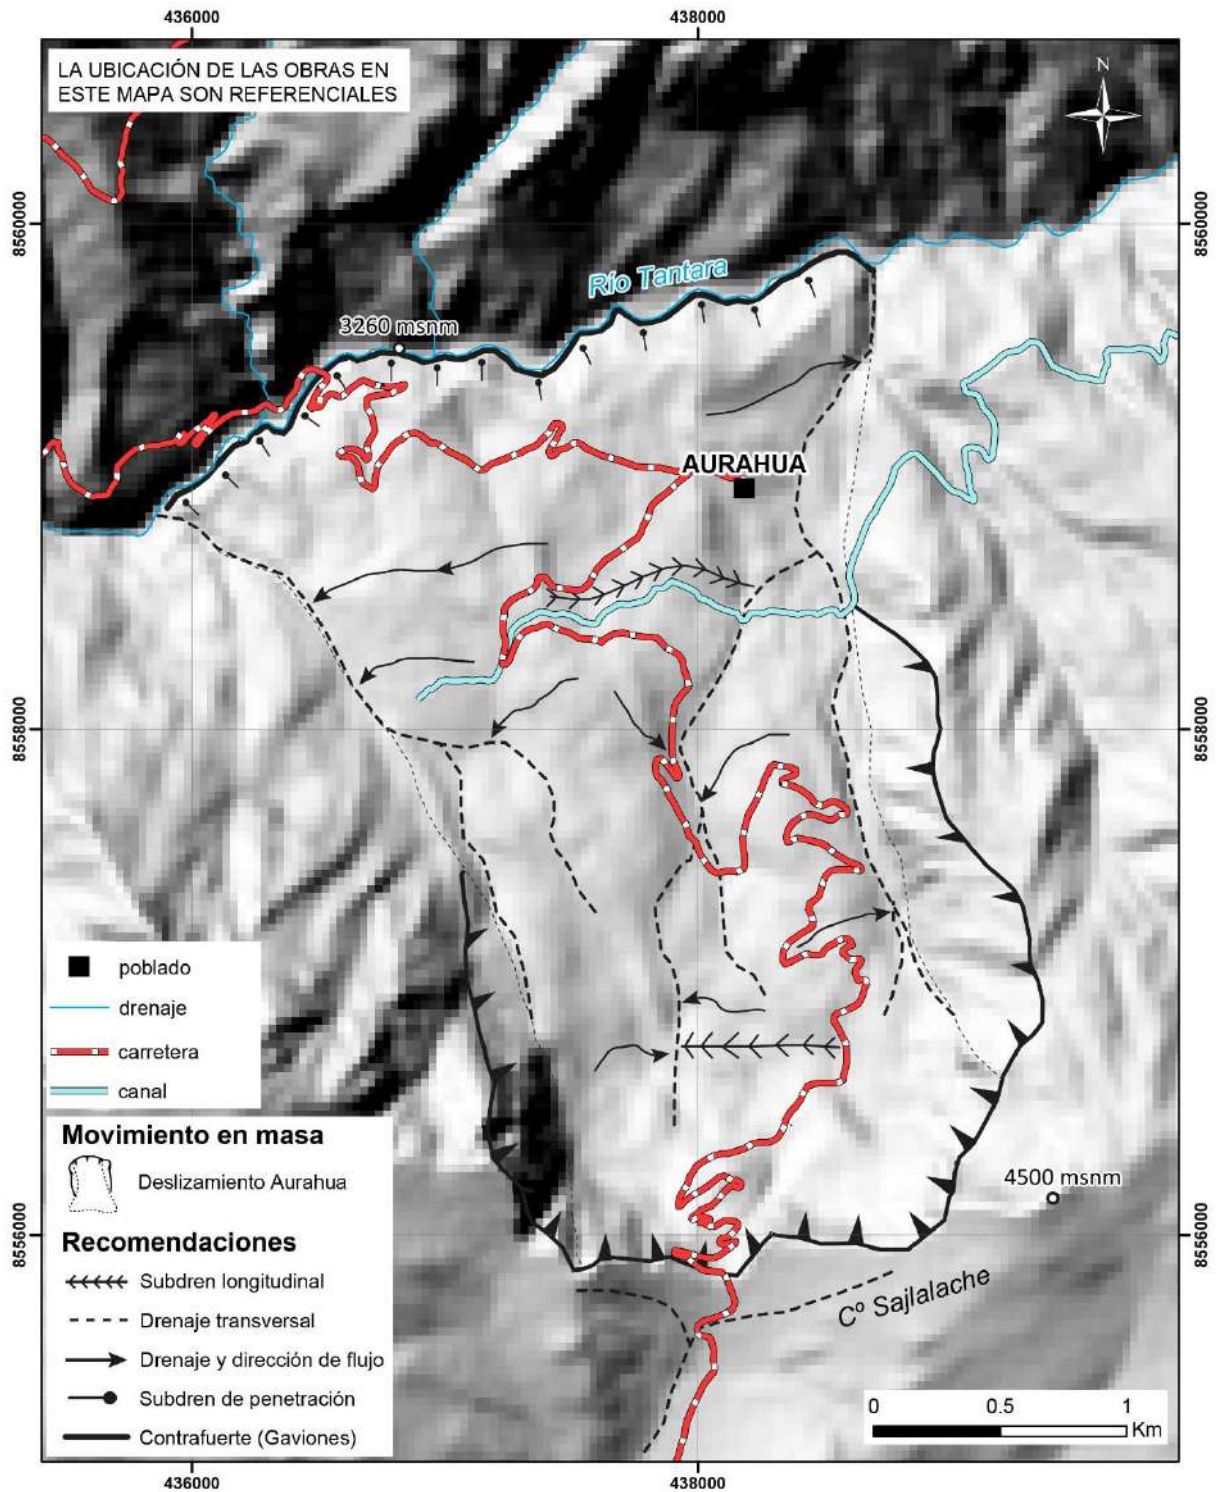 436000
438000
LA UBICACIÓN DE LAS OBRAS EN
ESTE MAPA SON REFERENCIALES
N
8560000
8560000
Río Tantara
3260 msnm
AURAHUA
8558000
8558000
poblado
drenaje
carretera
canal
Movimiento en masa
Deslizamiento Aurahua
4500 msnm
8556000
8556000
Recomendaciones
Subdren longitudinal
Cº Sajlalache
Drenaje transversal
Drenaje y dirección de flujo
Subdren de penetración
Contrafuerte (Gaviones)
0 0.5 1
Km
436000
438000